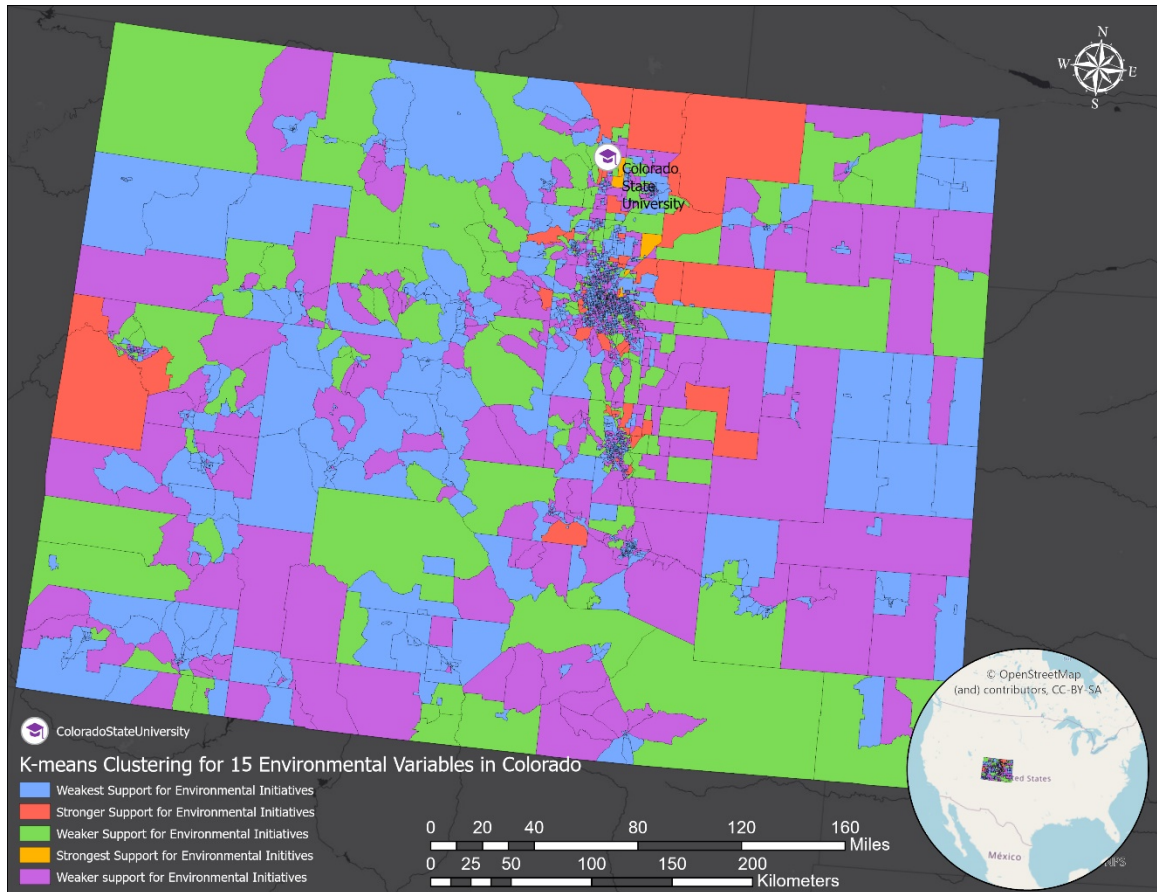 N
W E
S
Colorado
State
University
© OpenStreetMap
(and) contributors, CC-BY-SA
United States
México
NPS
ColoradoStateUniversity
K-means Clustering for 15 Environmental Variables in Colorado
Weakest Support for Environmental Initiatives
Stronger Support for Environmental Initiatives
Weaker Support for Environmental Initiatives
Strongest Support for Environmental Inititives
Weaker support for Environmental Initiatives
0 20 40 80 120 160
Miles
0 25 50 100 150 200
Kilometers